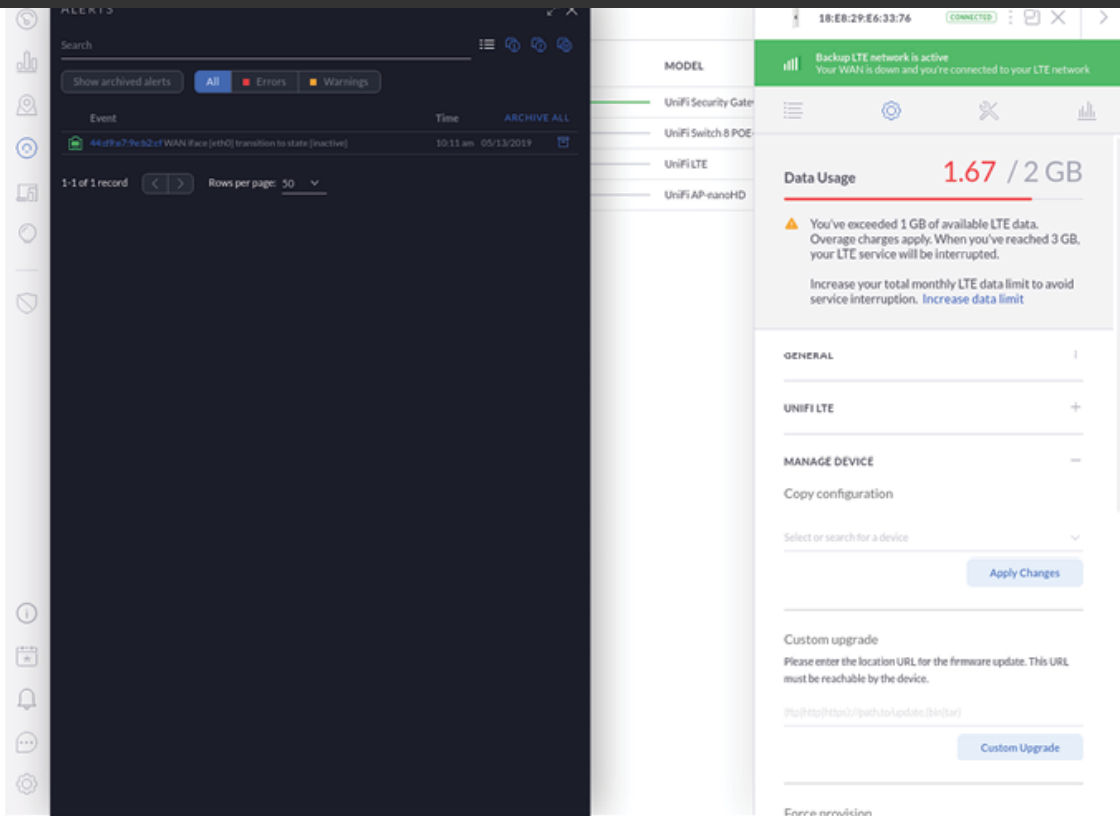 ALERTS
Search
Show archived alerts
All
Errors
Warnings
Event
Time
ARCHIVE ALL
WAN iface [eth0] transition to state [inactive]
10:11 am 05/13/2019
1-1 of 1 record
Rows per page: 50
MODEL
UniFi Security Gate
UniFi Switch 8 POE-
UniFi LTE
UniFi AP-nanoHD
18:E8:29:E6:33:76
CONNECTED
Backup LTE network is active
Your WAN is down and you're connected to your LTE network
Data Usage
1.67 / 2 GB
You've exceeded 1 GB of available LTE data.
Overage charges apply. When you've reached 3 GB,
your LTE service will be interrupted.
Increase your total monthly LTE data limit to avoid
service interruption. Increase data limit
GENERAL
UNIFI LTE
MANAGE DEVICE
Copy configuration
Select or search for a device
Apply Changes
Custom upgrade
Please enter the location URL for the firmware update. This URL
must be reachable by the device.
Custom Upgrade
Force provision